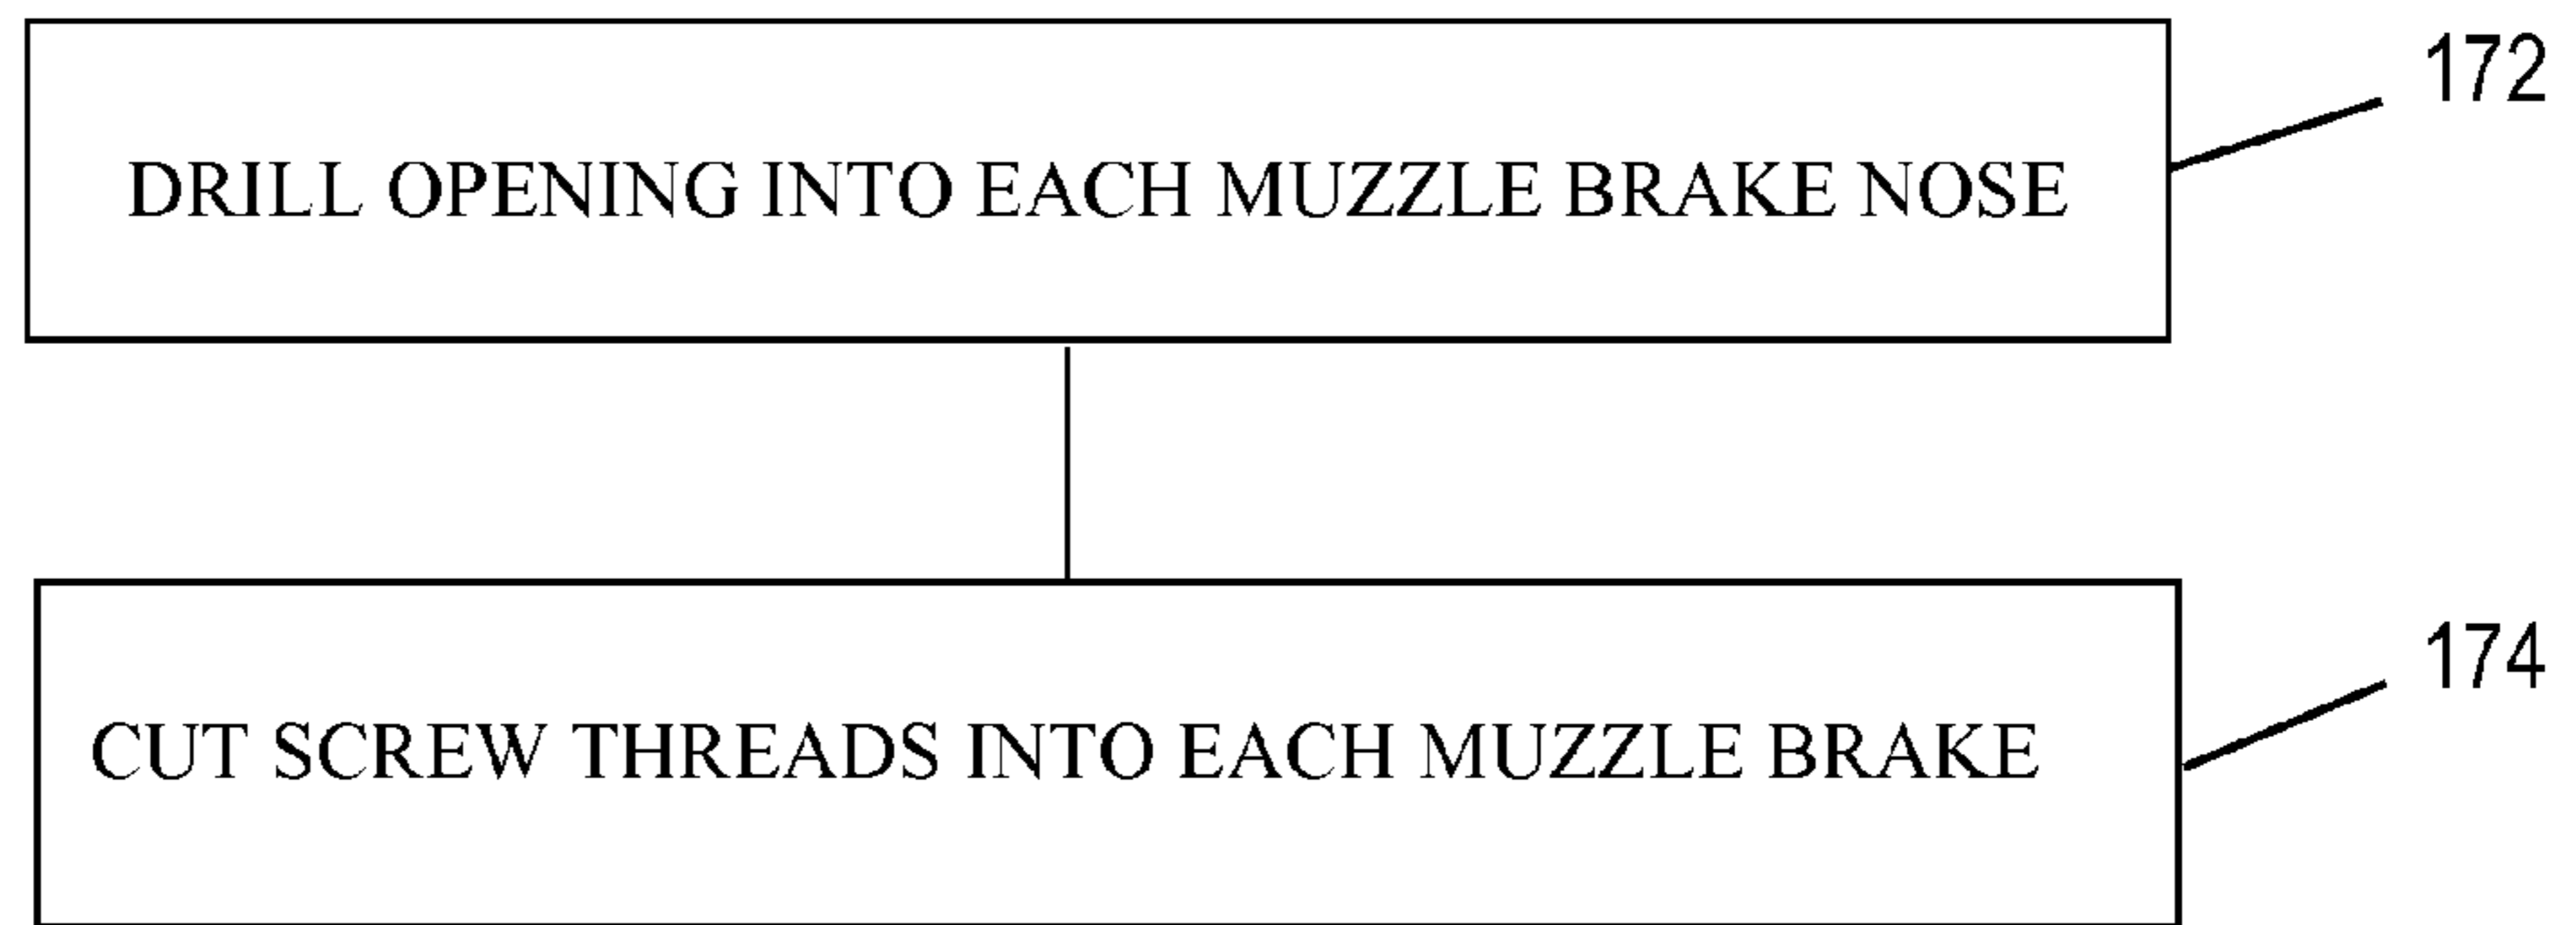 172
DRILL OPENING INTO EACH MUZZLE BRAKE NOSE
174
CUT SCREW THREADS INTO EACH MUZZLE BRAKE